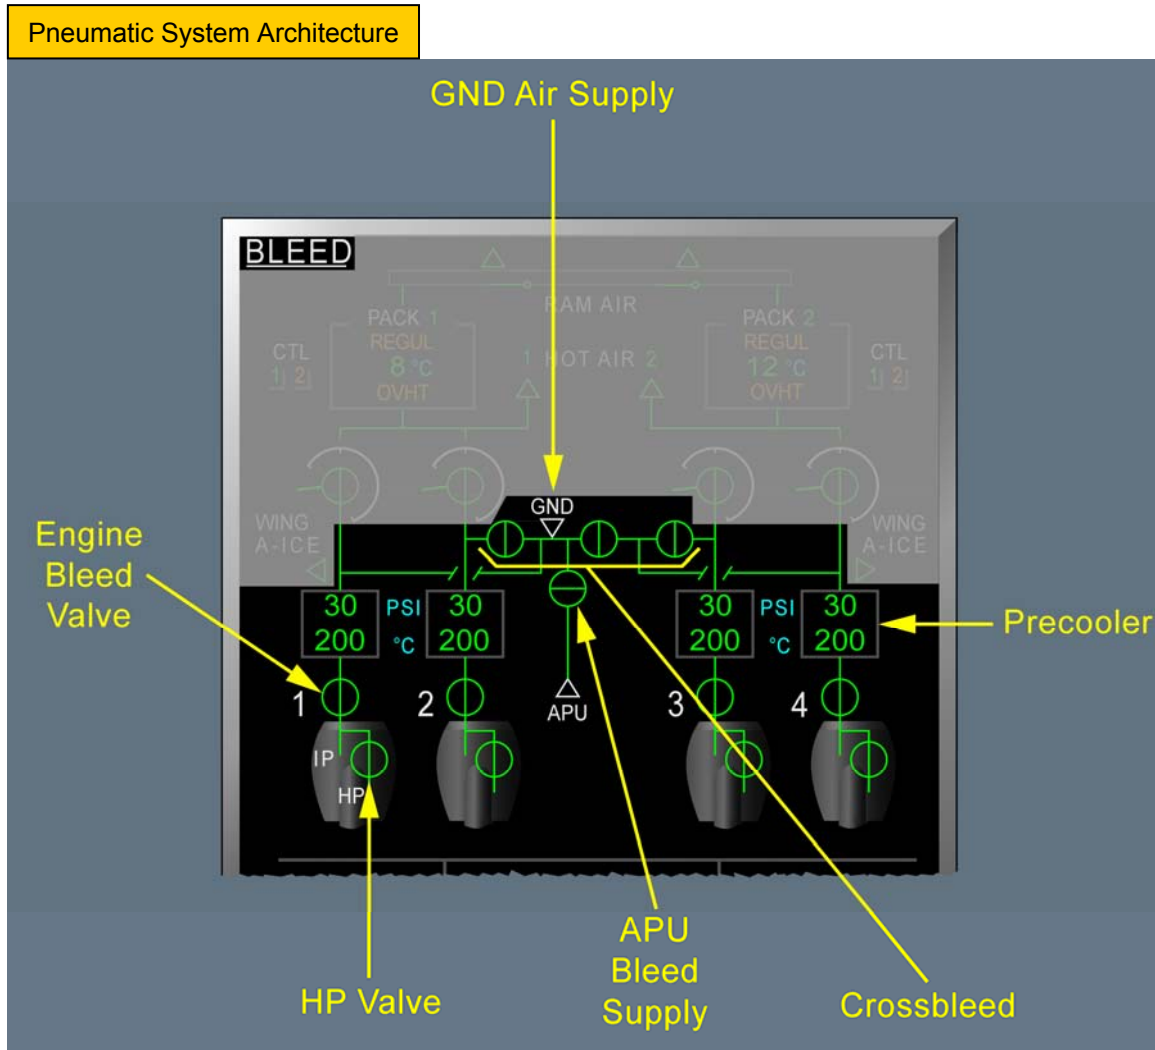 Pneumatic System Architecture
GND Air Supply
BLEED
RAM AIR
PACK 1
PACK 2
REGUL
REGUL
CTL
8 °C
1 HOT AIR 2
12 °C
CTL
1 2
OVHT
OVHT
1 2
GND
WING
A-ICE
WING
A-ICE
Engine
Bleed
Valve
30 PSI 30
30 PSI 30
200 °C 200
200 °C 200
Precooler
1
2
APU
3
4
IP
HP
HP Valve
APU
Bleed
Supply
Crossbleed